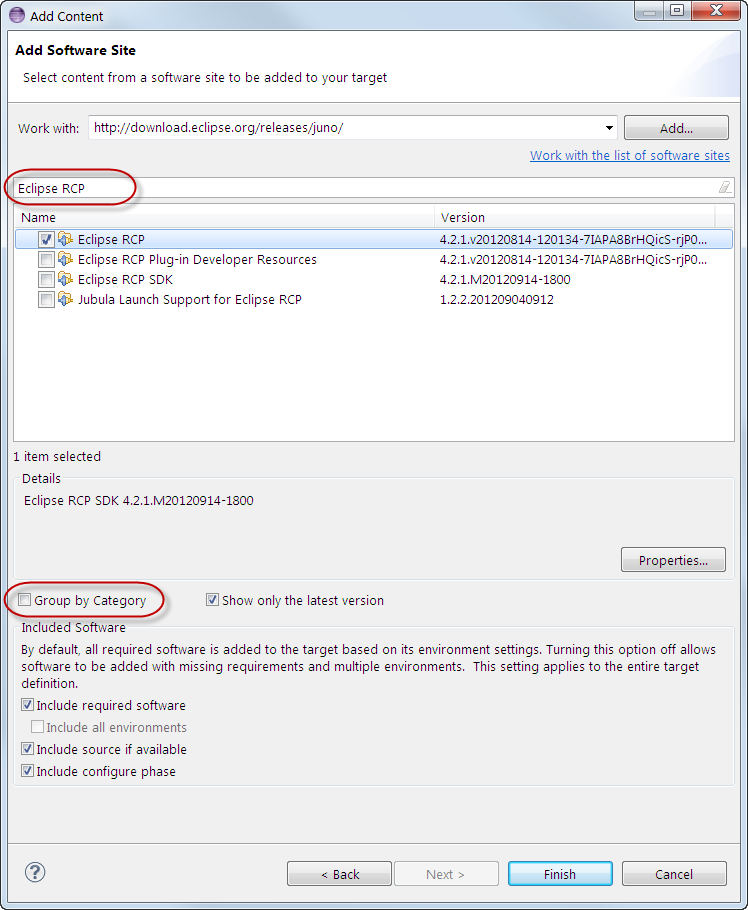 Add Content
Add Software Site
Select content from a software site to be added to your target
Work with: http://download.eclipse.org/releases/juno/ Add...
Work with the list of software sites
Eclipse RCP
Name Version
Eclipse RCP 4.2.1.v20120814-120134-7IAPA8BrHQicS-rjP0...
Eclipse RCP Plug-in Developer Resources 4.2.1.v20120814-120134-7IAPA8BrHQicS-rjP0...
Eclipse RCP SDK 4.2.1.M20120914-1800
Jubula Launch Support for Eclipse RCP 1.2.2.201209040912
1 item selected
Details
Eclipse RCP SDK 4.2.1.M20120914-1800
Properties...
Group by Category Show only the latest version
Included Software
By default, all required software is added to the target based on its environment settings. Turning this option off allows
software to be added with missing requirements and multiple environments.  This setting applies to the entire target
definition.
Include required software
Include all environments
Include source if available
Include configure phase
? < Back Next > Finish Cancel